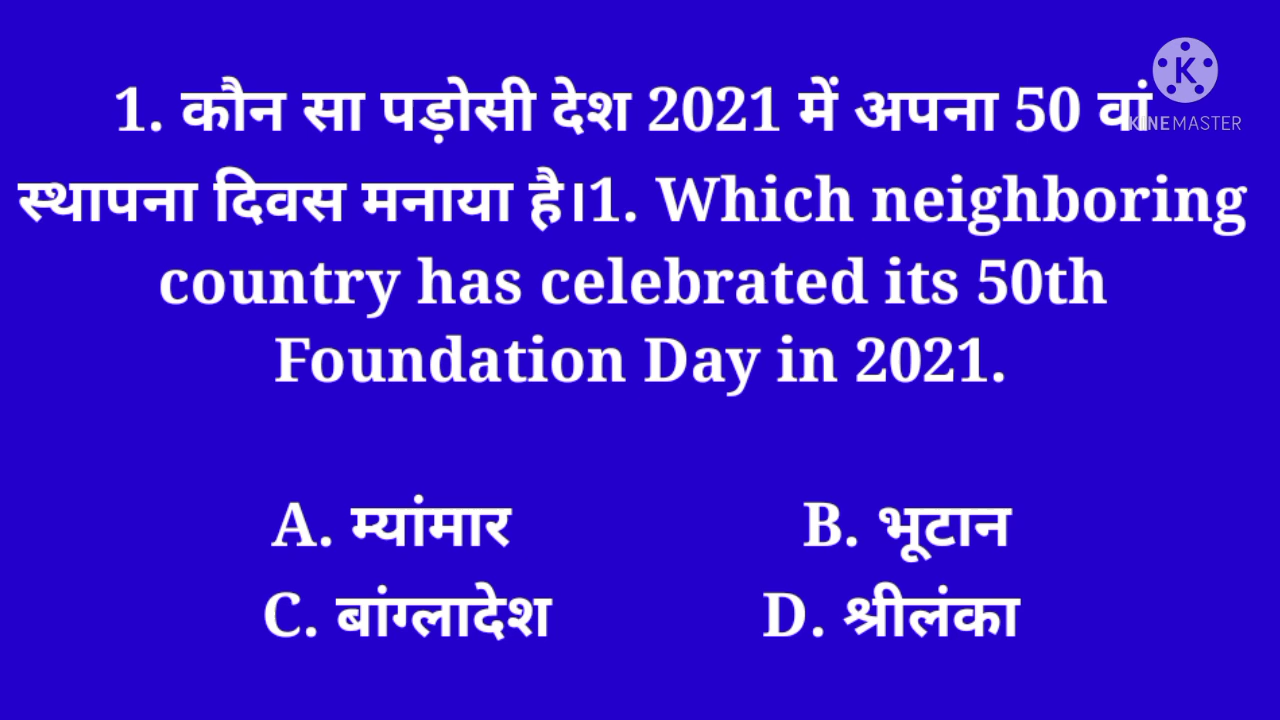 1. कौन सा पड़ोसी देश 2021 में अपना 50 वां
स्थापना दिवस मनाया है।1. Which neighboring
country has celebrated its 50th
Foundation Day in 2021.
A. म्यांमार B. भूटान
C. बांग्लादेश D. श्रीलंका
K
KINEMASTER